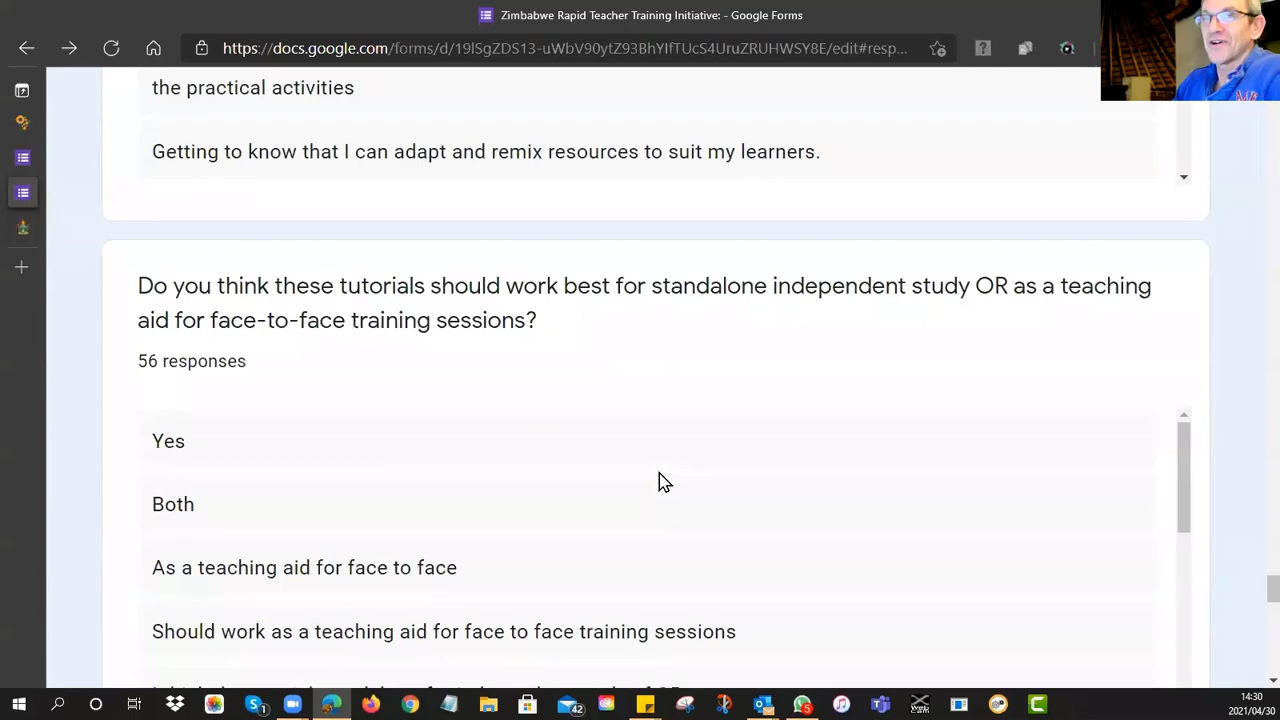 Zimbabwe Rapid Teacher Training Initiative: - Google Forms
https://docs.google.com/forms/d/19lSgZDS13-uWbV90ytZ93BhYIfTUcS4UruZRUHWSY8E/edit#resp...
the practical activities
Getting to know that I can adapt and remix resources to suit my learners.
Do you think these tutorials should work best for standalone independent study OR as a teaching
aid for face-to-face training sessions?
56 responses
Yes
Both
As a teaching aid for face to face
Should work as a teaching aid for face to face training sessions
14:30
2021/04/30